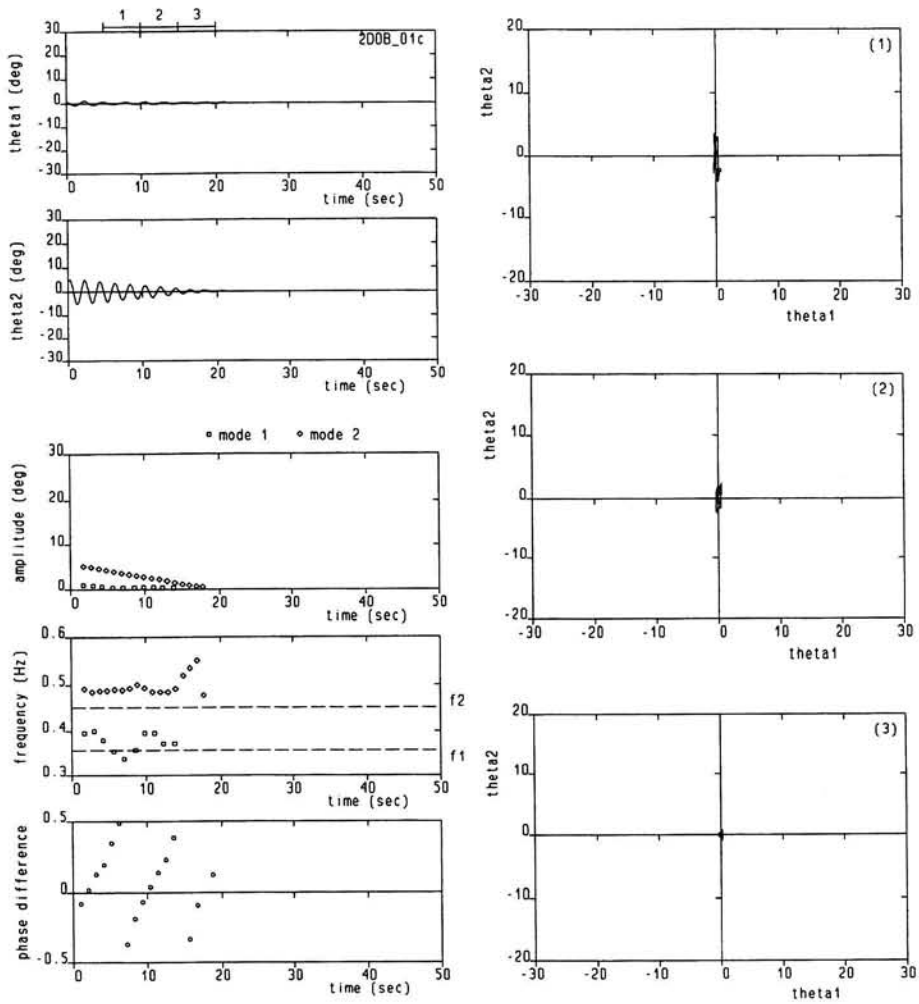 1 2 3
2DOB_01c
theta1 (deg)
30
20
10
0
-10
-20
-30
0 10 20 30 40 50
time (sec)
theta2 (deg)
30
20
10
0
-10
-20
-30
0 10 20 30 40 50
time (sec)
mode 1 mode 2
amplitude (deg)
30
20
10
0
0 10 20 30 40 50
time (sec)
frequency (Hz)
0.6
0.5
0.4
0.3
f2
f1
0 10 20 30 40 50
time (sec)
phase difference
0.5
0
-0.5
0 10 20 30 40 50
time (sec)
(1)
theta2
20
10
0
-10
-20
-30 -20 -10 0 10 20 30
theta1
(2)
theta2
20
10
0
-10
-20
-30 -20 -10 0 10 20 30
theta1
(3)
theta2
20
10
0
-10
-20
-30 -20 -10 0 10 20 30
theta1